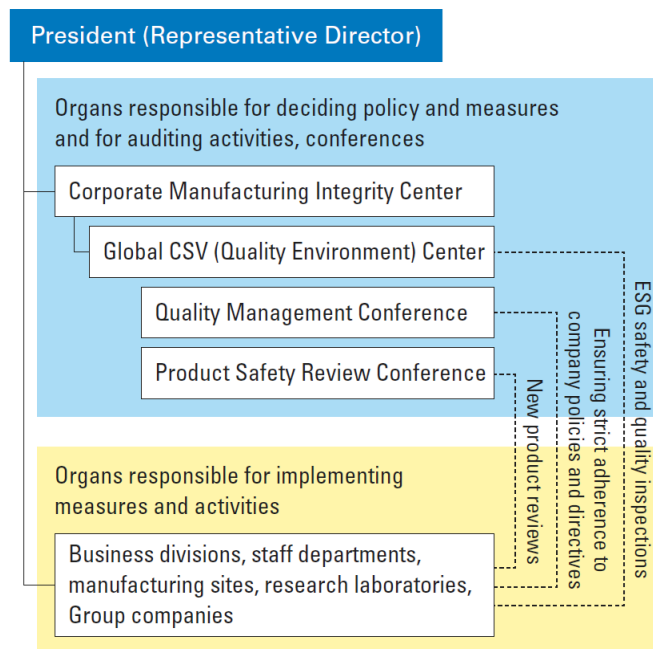 President (Representative Director)
Organs responsible for deciding policy and measures
and for auditing activities, conferences
Corporate Manufacturing Integrity Center
Global CSV (Quality Environment) Center
Quality Management Conference
Product Safety Review Conference
New product reviews
Ensuring strict adherence to
company policies and directives
ESG safety and quality inspections
Organs responsible for implementing
measures and activities
Business divisions, staff departments,
manufacturing sites, research laboratories,
Group companies